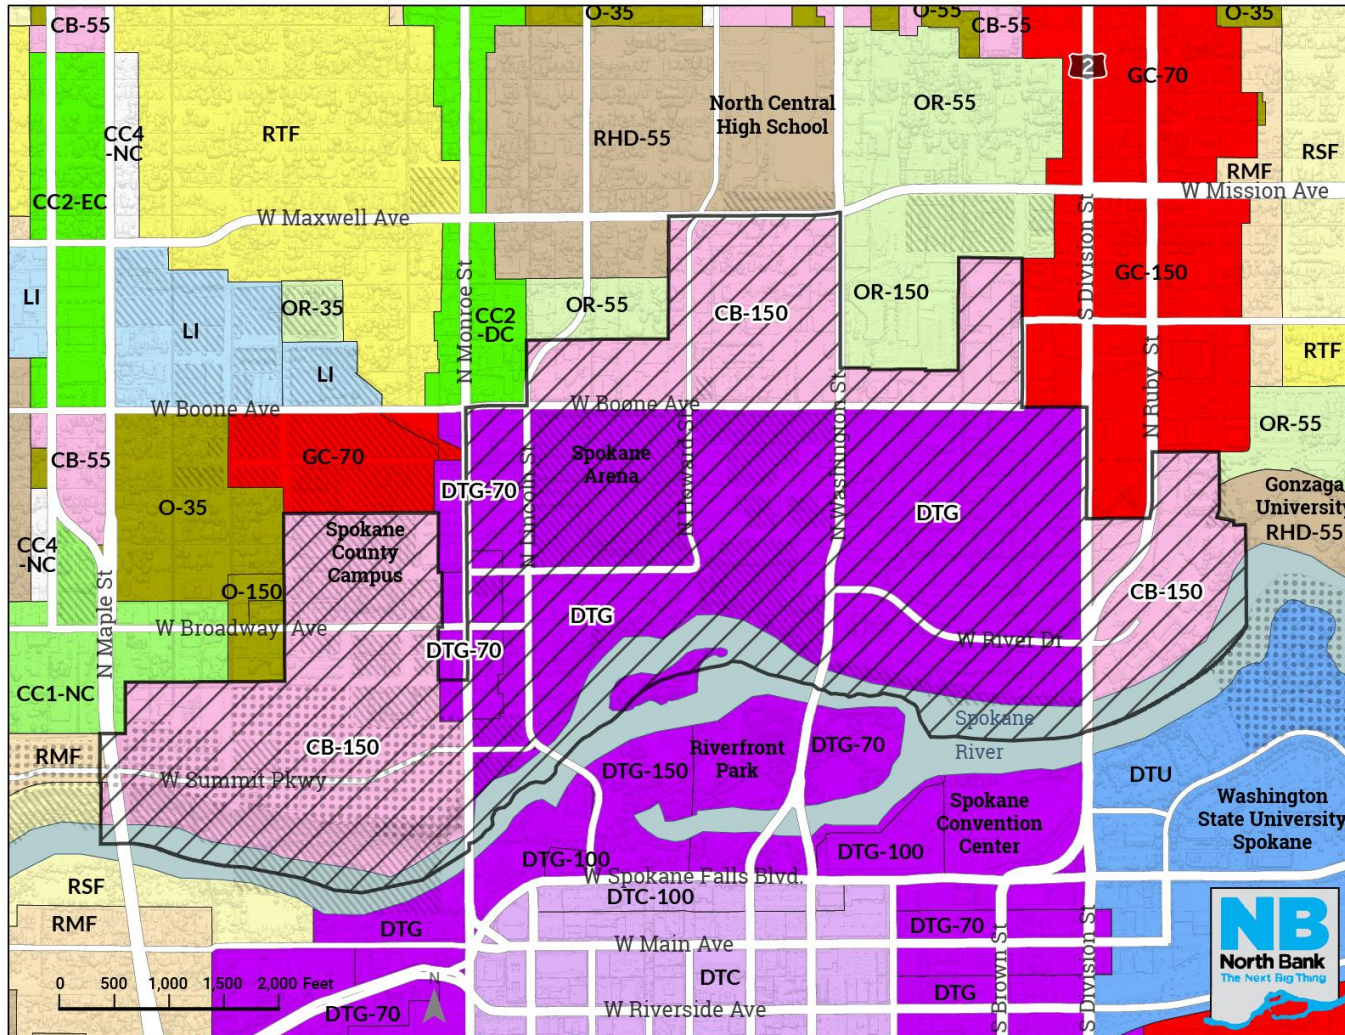 CB-55
O-35
O-55
CB-55
O-35
2
GC-70
OR-55
North Central
High School
RHD-55
CC4
-NC
RTF
RSF
RMF
W Mission Ave
CC2-EC
W Maxwell Ave
S Division St
GC-150
LI
LI
OR-35
OR-55
CB-150
OR-150
N Monroe St
CC2
-DC
LI
RTF
N Ruby St
W Boone Ave
W Boone Ave
N Washington St
N Howard St
N Lincoln St
OR-55
CB-55
GC-70
Spokane
Arena
DTG-70
O-35
DTG
Gonzaga
University
RHD-55
Spokane
County
Campus
CC4
-NC
O-150
CB-150
N Maple St
W Broadway Ave
DTG
W River Dr
DTG-70
CC1-NC
Spokane
River
CB-150
RMF
W Summit Pkwy
DTG-150
Riverfront
Park
DTG-70
DTU
Washington
State University
Spokane
Spokane
Convention
Center
DTG-100
DTG-100
W Spokane Falls Blvd.
RSF
DTC-100
RMF
DTG
W Main Ave
DTG-70
S Brown St
S Division St
NB
North Bank
The Next Big Thing
0 500 1,000 1,500 2,000 Feet
N
DTC
DTG
DTG-70
W Riverside Ave